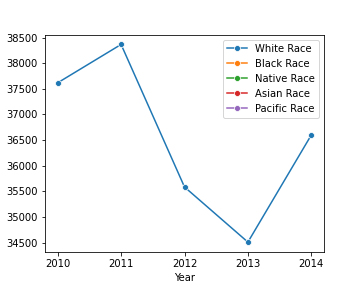 38500
38000
37500
37000
36500
36000
35500
35000
34500
White Race
Black Race
Native Race
Asian Race
Pacific Race
2010 2011 2012 2013 2014
Year